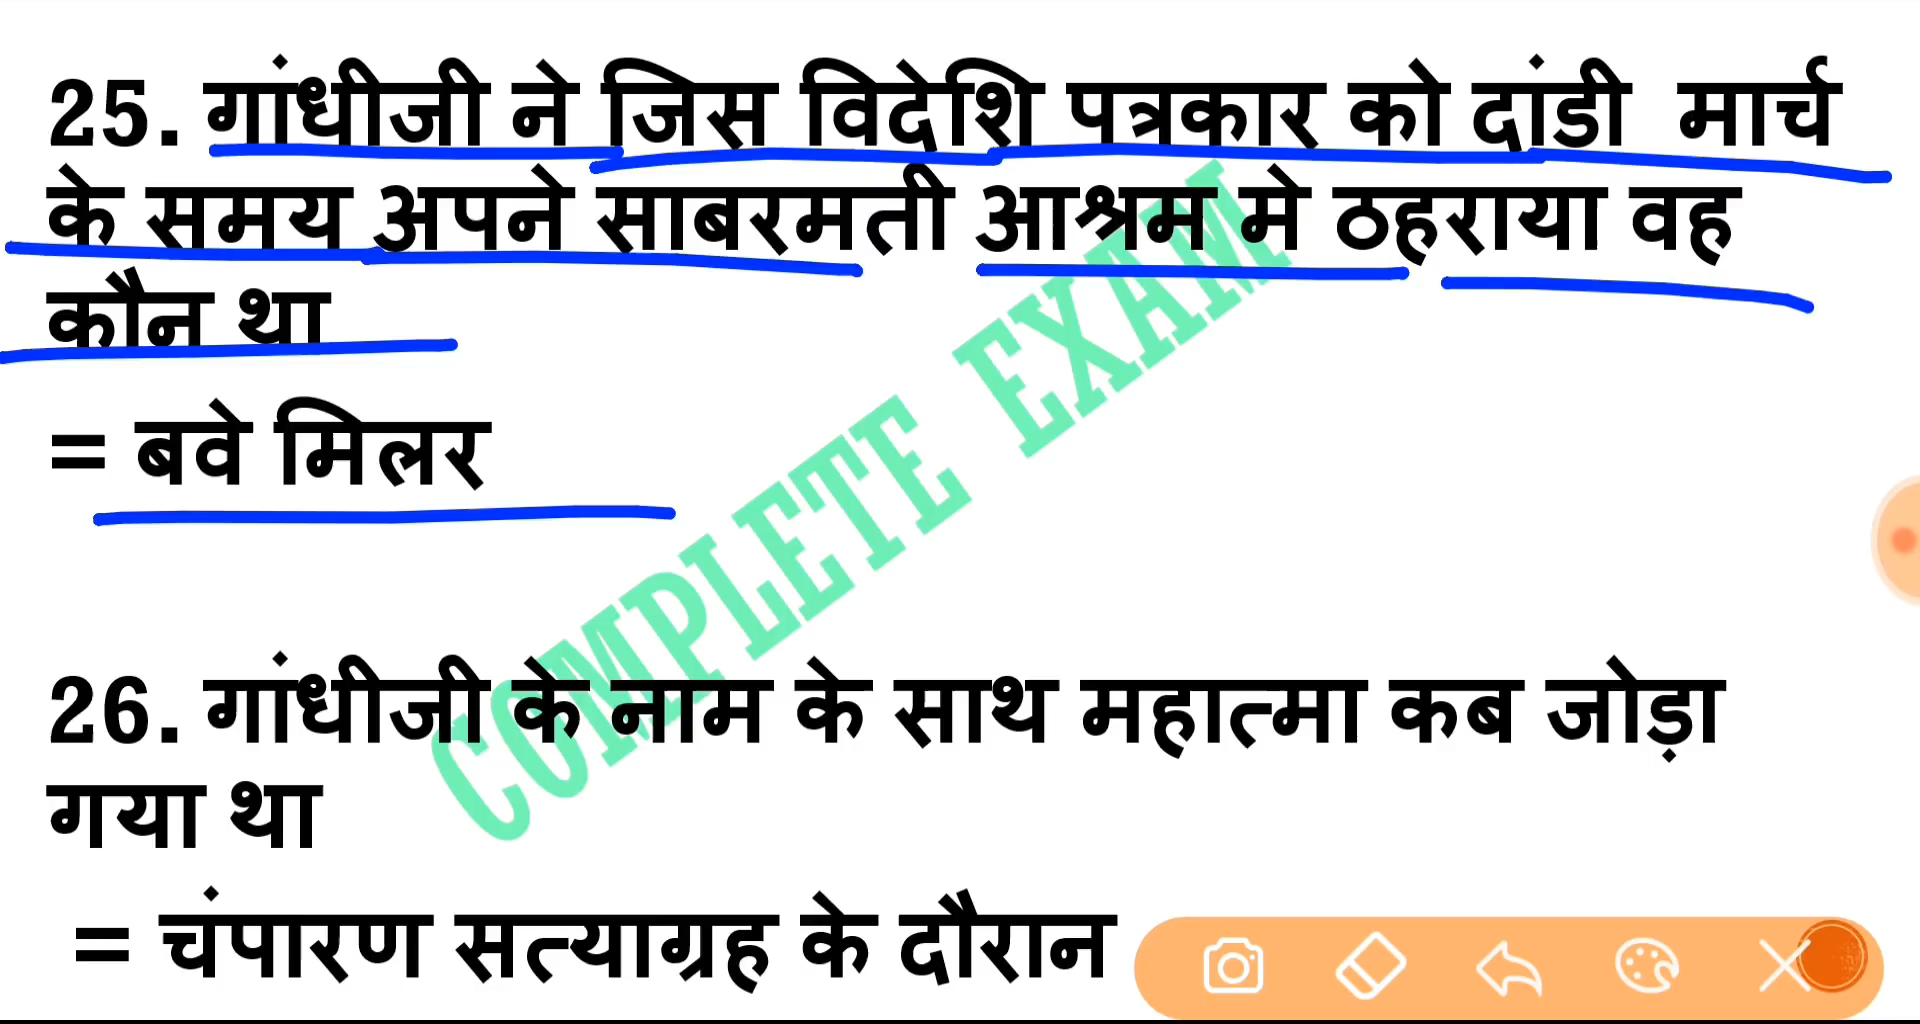 25. गांधीजी ने जिस विदेशि पत्रकार को दांडी मार्च
के समय अपने साबरमती आश्रम मे ठहराया वह
कौन था
= बवे मिलर
COMPLETE EXAM
26. गांधीजी के नाम के साथ महात्मा कब जोड़ा
गया था
= चंपारण सत्याग्रह के दौरान